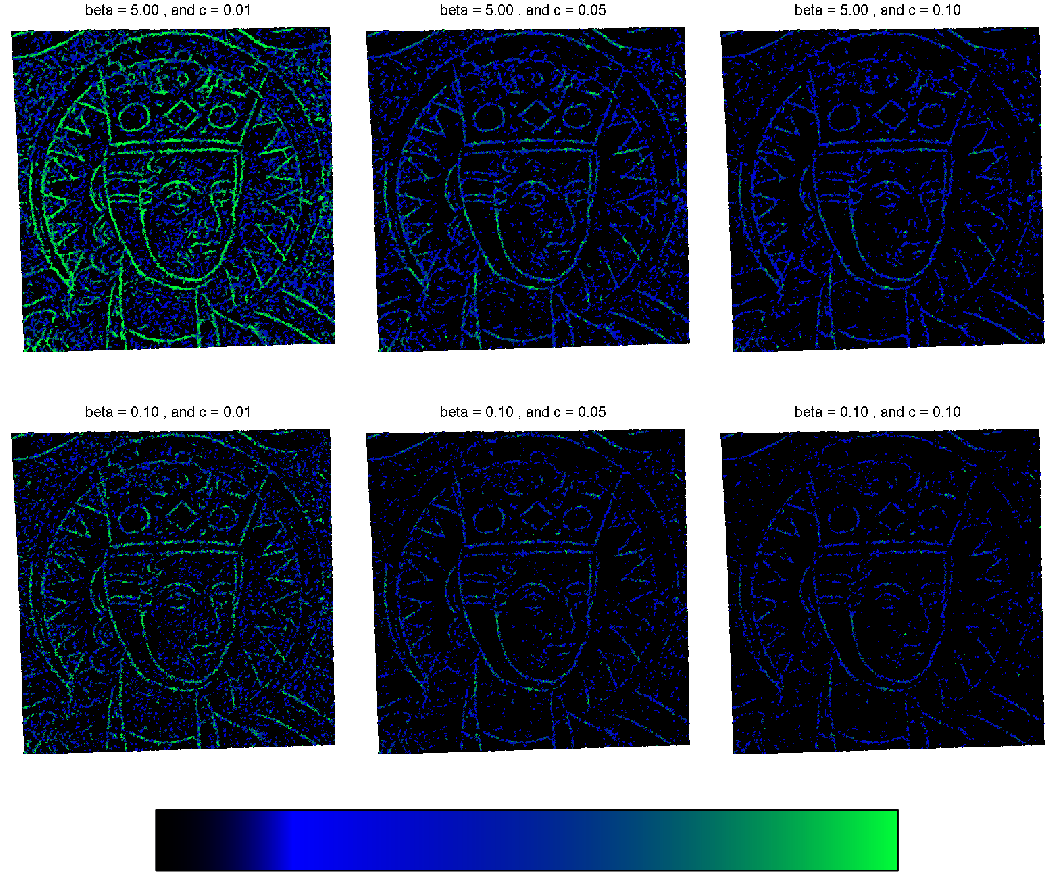 beta = 5.00 , and c = 0.01
beta = 5.00 , and c = 0.05
beta = 5.00 , and c = 0.10
beta = 0.10 , and c = 0.01
beta = 0.10 , and c = 0.05
beta = 0.10 , and c = 0.10